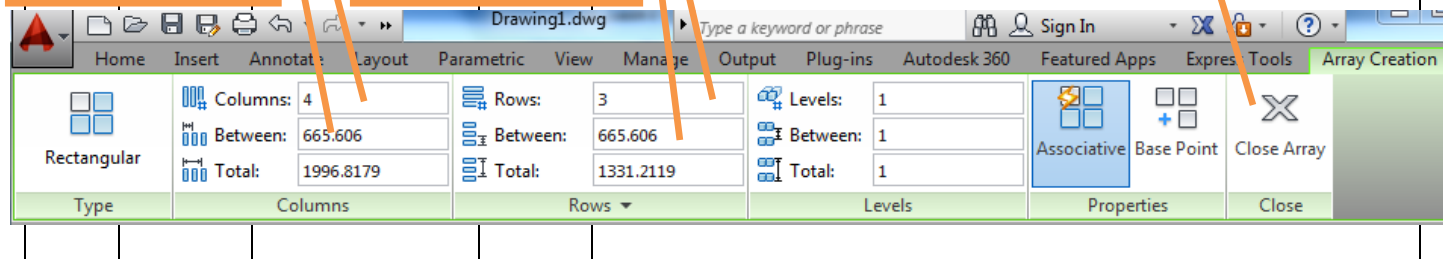 Drawing1.dwg Type a keyword or phrase Sign In
Home Insert Annotate Layout Parametric View Manage Output Plug-ins Autodesk 360 Featured Apps Express Tools Array Creation
Columns: 4 Rows: 3 Levels: 1
Between: 665.606 Between: 665.606 Between: 1
Rectangular Associative Base Point Close Array
Total: 1996.8179 Total: 1331.2119 Total: 1
Type Columns Rows Levels Properties Close